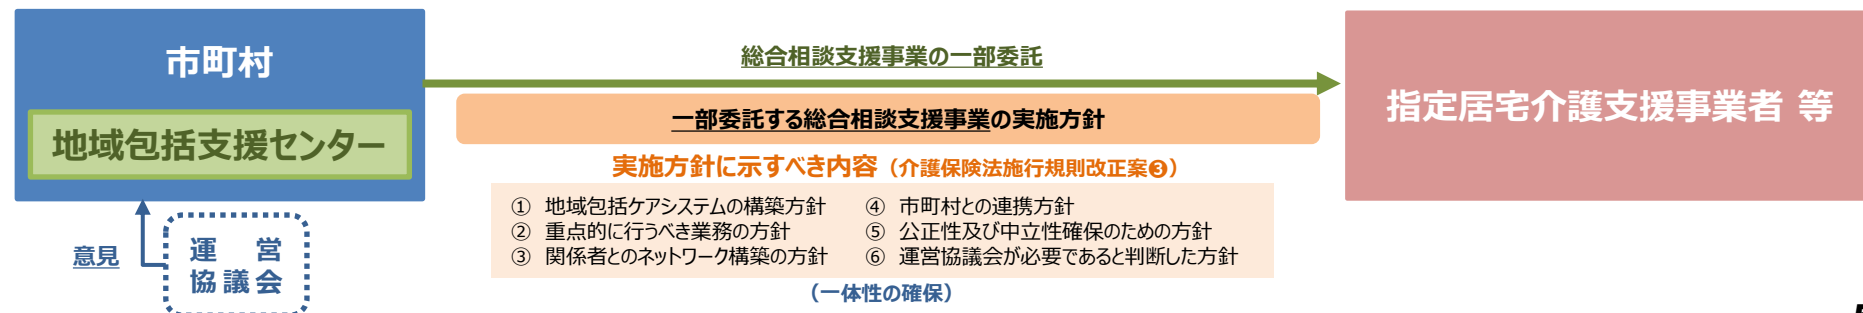 市町村
地域包括支援センター
意見
運 営
協議会
総合相談支援事業の一部委託
一部委託する総合相談支援事業の実施方針
実施方針に示すべき内容（介護保険法施行規則改正案❸）
① 地域包括ケアシステムの構築方針
② 重点的に行うべき業務の方針
③ 関係者とのネットワーク構築の方針
④ 市町村との連携方針
⑤ 公正性及び中立性確保のための方針
⑥ 運営協議会が必要であると判断した方針
（一体性の確保）
指定居宅介護支援事業者 等